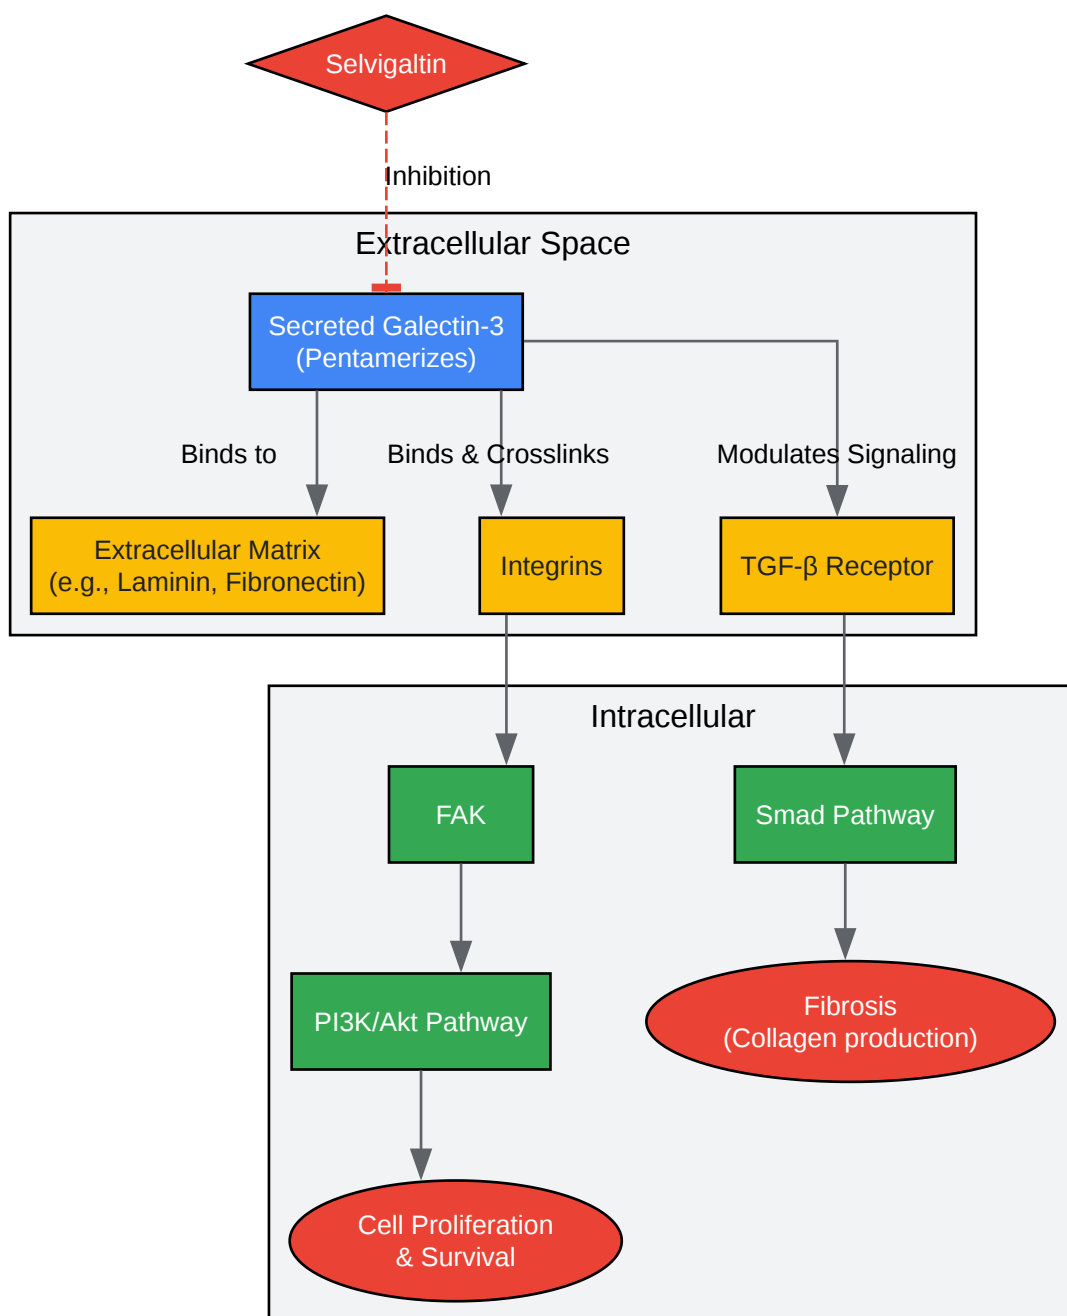 Selvigaltin
Inhibition
Extracellular Space
Secreted Galectin-3
(Pentamerizes)
Binds to
Binds & Crosslinks
Modulates Signaling
Extracellular Matrix
(e.g., Laminin, Fibronectin)
Integrins
TGF-β Receptor
Intracellular
FAK
Smad Pathway
PI3K/Akt Pathway
Fibrosis
(Collagen production)
Cell Proliferation
& Survival